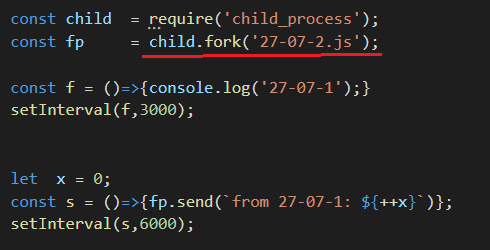 const child  = require('child_process');
const fp     = child.fork('27-07-2.js');
const f = ()=>{console.log('27-07-1');}
setInterval(f,3000);
let  x = 0;
const s = ()=>{fp.send(`from 27-07-1: ${++x}`)};
setInterval(s,6000);